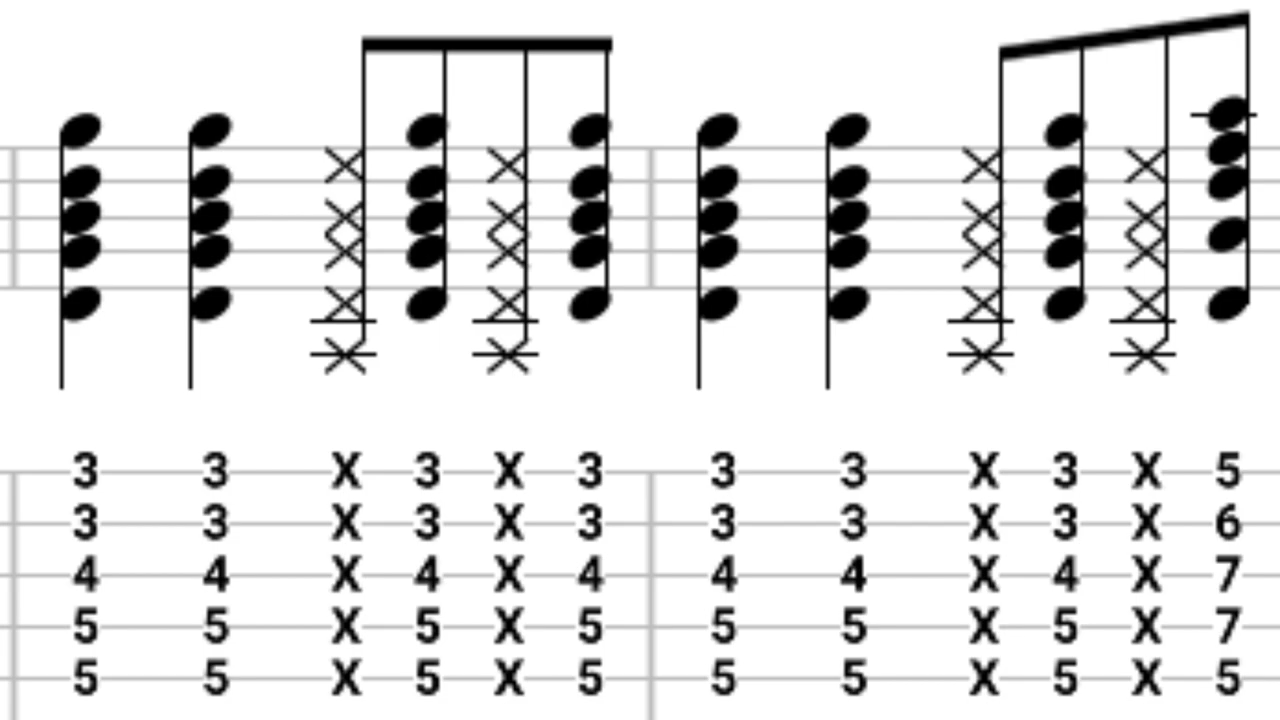 3 3 X 3 X 3 3 3 X 3 X 5
3 3 X 3 X 3 3 3 X 3 X 6
4 4 X 4 X 4 4 4 X 4 X 7
5 5 X 5 X 5 5 5 X 5 X 7
5 5 X 5 X 5 5 5 X 5 X 5